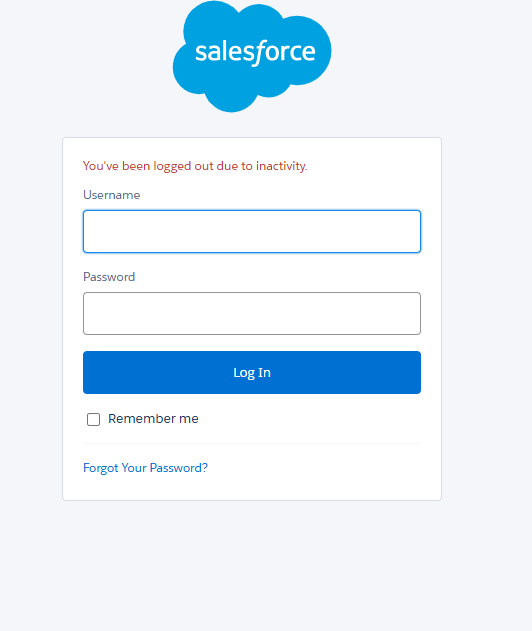 salesforce
You've been logged out due to inactivity.
Username
Password
Log In
Remember me
Forgot Your Password?